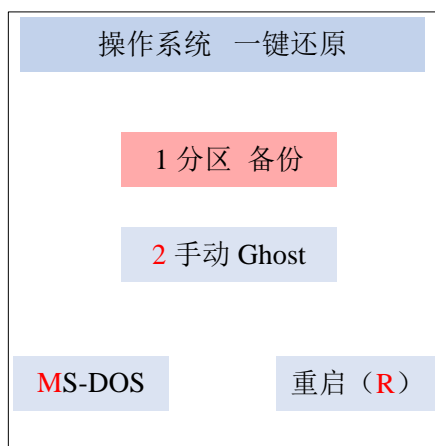 操作系统 一键还原
1 分区 备份
2 手动 Ghost
MS-DOS
重启（R）